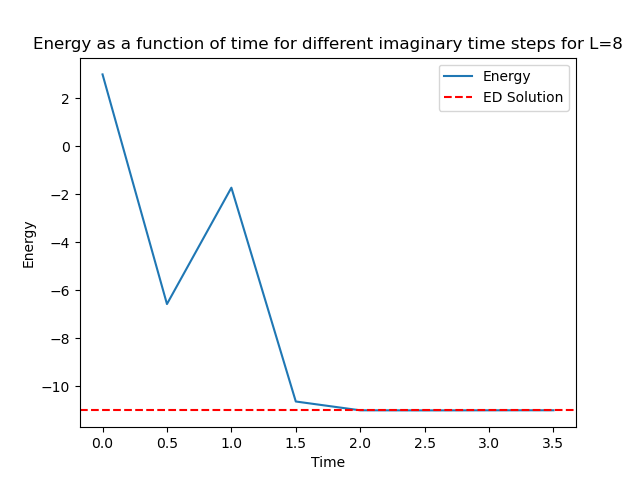 Energy as a function of time for different imaginary time steps for L=8
Energy
ED Solution
2
0
−2
−4
−6
−8
−10
Energy
0.0 0.5 1.0 1.5 2.0 2.5 3.0 3.5
Time